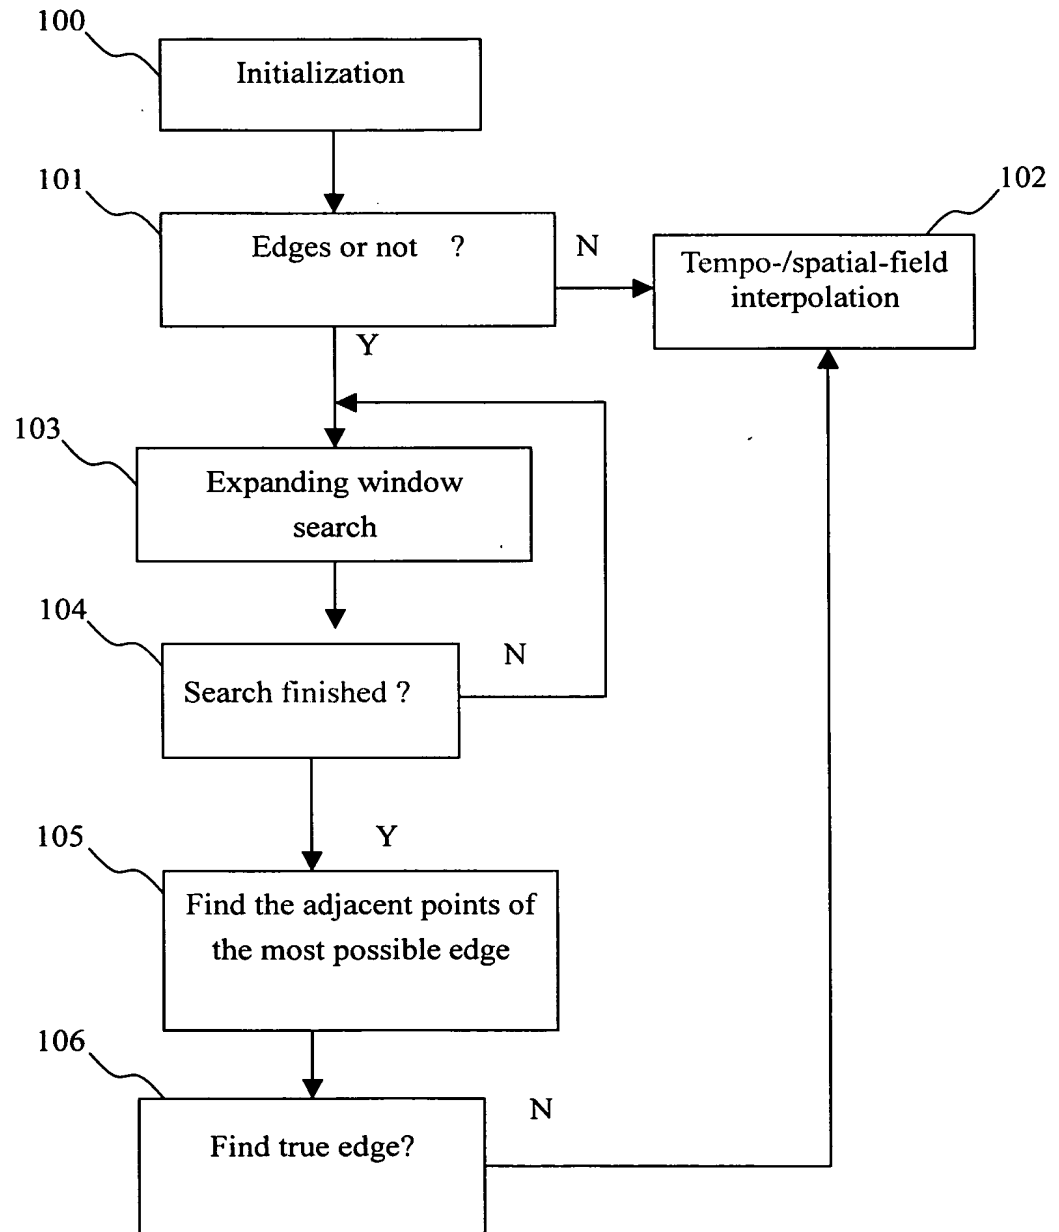 100
Initialization
101
Edges or not ?
N
102
Tempo-/spatial-field
interpolation
Y
103
Expanding window
search
104
Search finished ?
N
Y
105
Find the adjacent points of
the most possible edge
106
Find true edge?
N